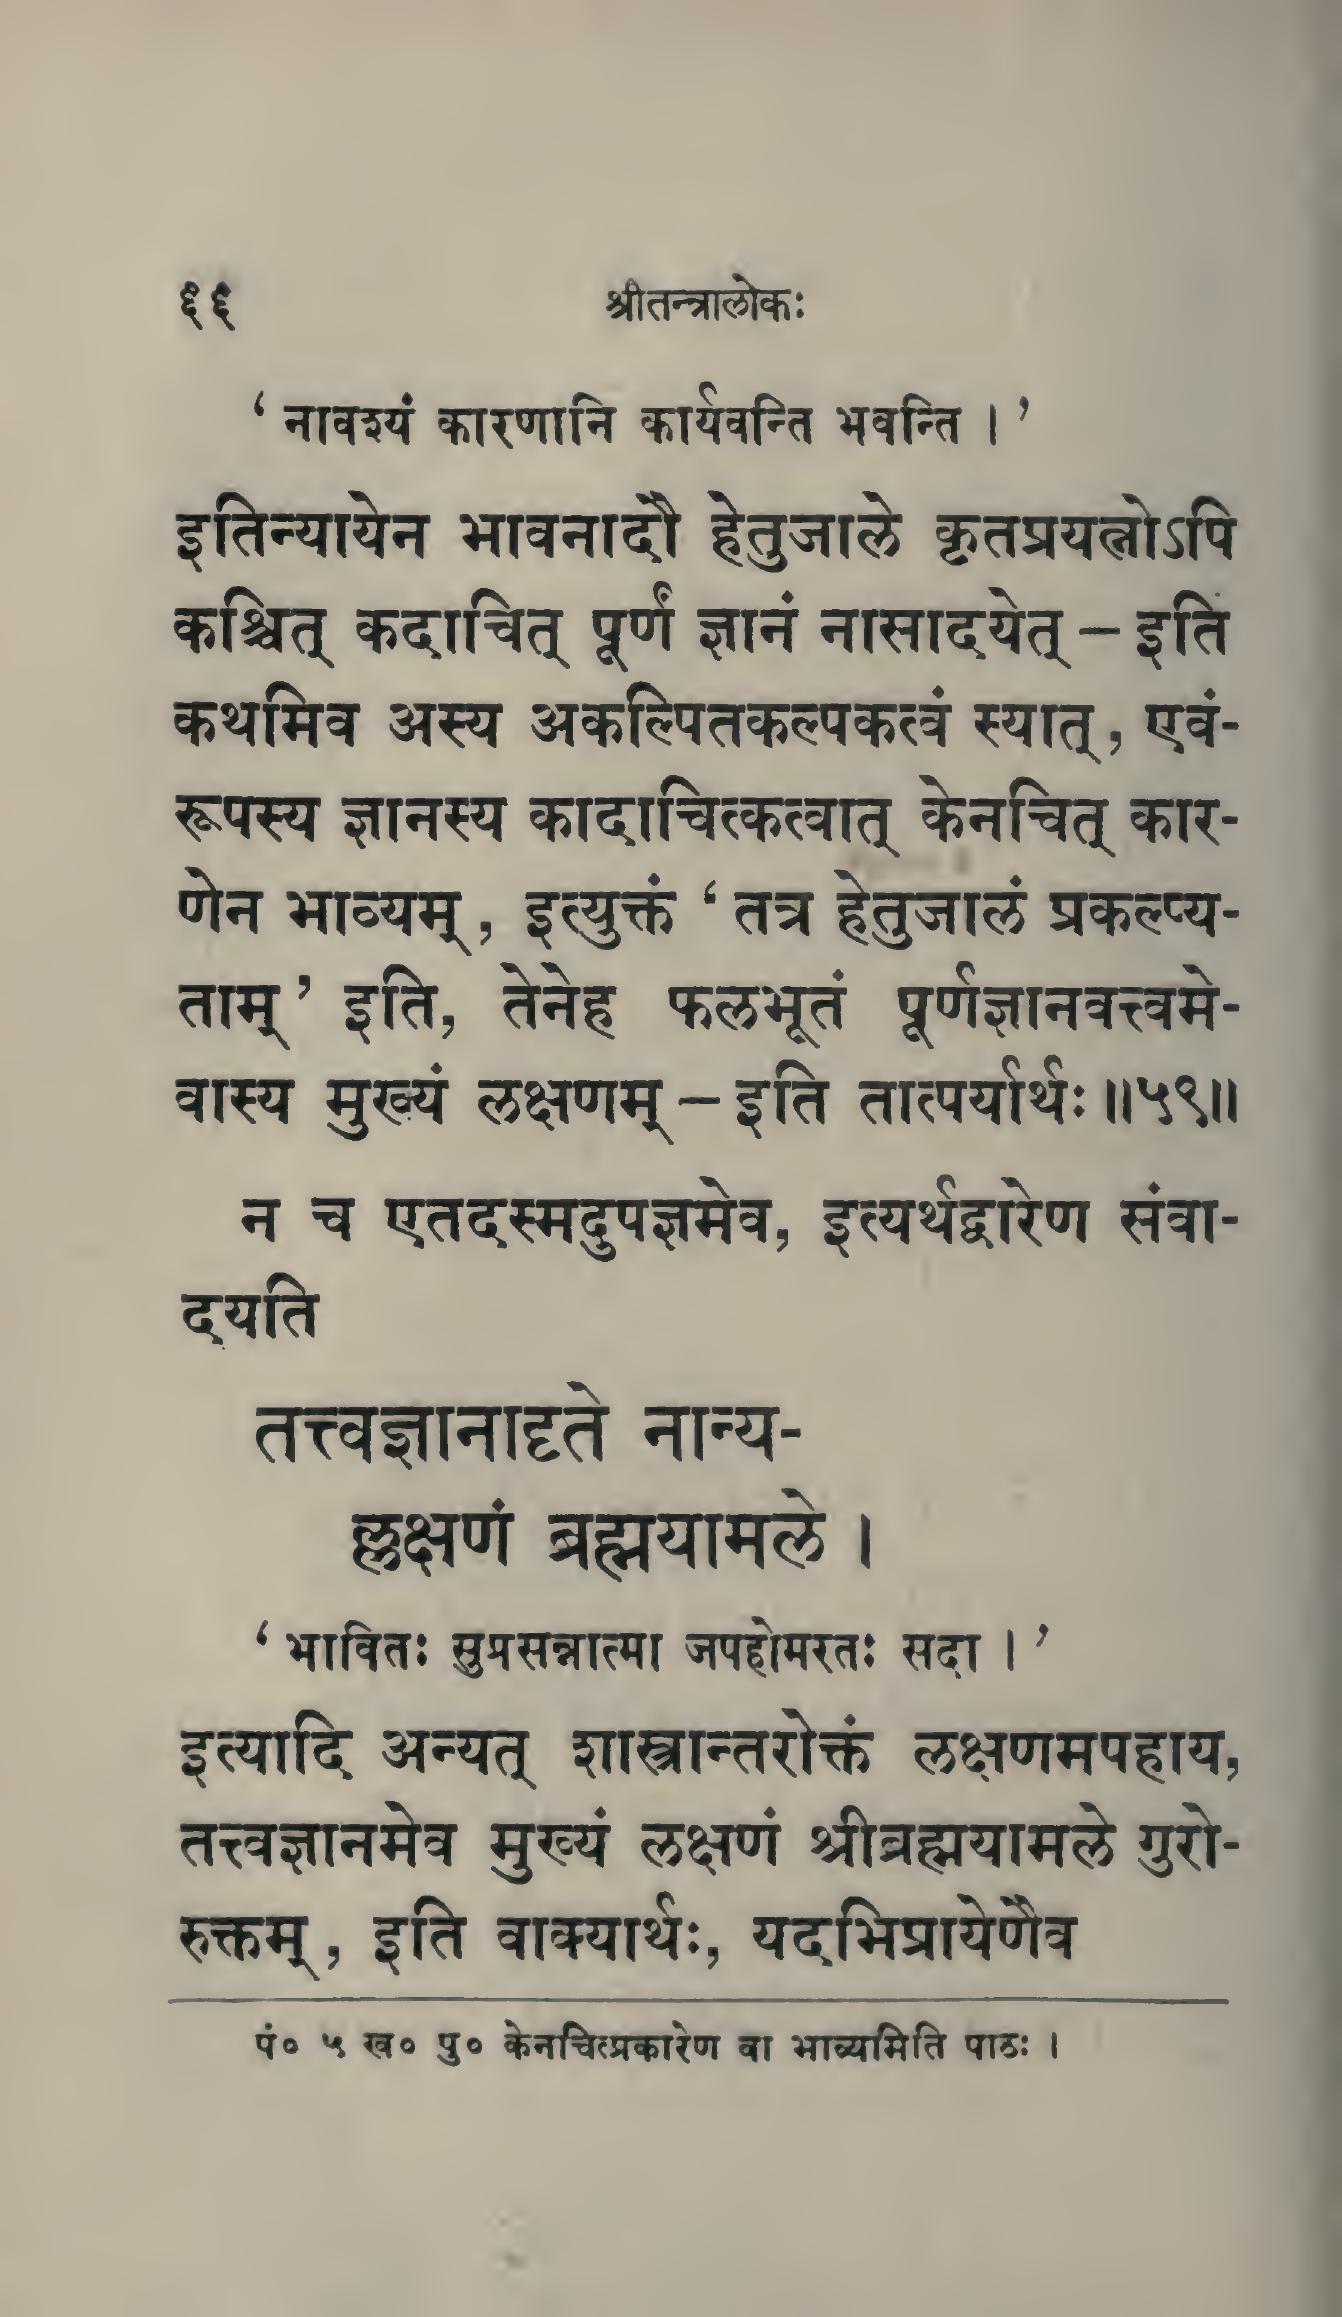 ६६ श्रीतन्त्रालोकः
‘ नावश्यं कारणानि कार्यवन्ति भवन्ति । ’
इतिन्यायेन भावनादौ हेतुजाले कृतप्रयत्नोऽपि
कश्चित् कदाचित् पूर्णं ज्ञानं नासादयेत् – इति
कथमिव अस्य अकल्पितकल्पकत्वं स्यात्, एवं-
रूपस्य ज्ञानस्य कादाचित्कत्वात् केनचित् कार-
णेन भाव्यम्, इत्युक्तं ‘ तत्र हेतुजालं प्रकल्प्य-
ताम् ’ इति, तेनेह फलभूतं पूर्णज्ञानवत्त्वमे-
वास्य मुख्यं लक्षणम् – इति तात्पर्यार्थः ॥५९॥
न च एतदस्मदुपज्ञमेव, इत्यर्थद्वारेण संवा-
दयति
तत्त्वज्ञानादृते नान्य-
ल्लक्षणं ब्रह्मयामले ।
‘ भावितः सुप्रसन्नात्मा जपहोमरतः सदा । ’
इत्यादि अन्यत् शास्त्रान्तरोक्तं लक्षणमपहाय,
तत्त्वज्ञानमेव मुख्यं लक्षणं श्रीब्रह्मयामले गुरो-
रुक्तम्, इति वाक्यार्थः, यदभिप्रायेणैव
पं० ५ ख० पु० केनचित्प्रकारेण वा भाव्यमिति पाठः ।